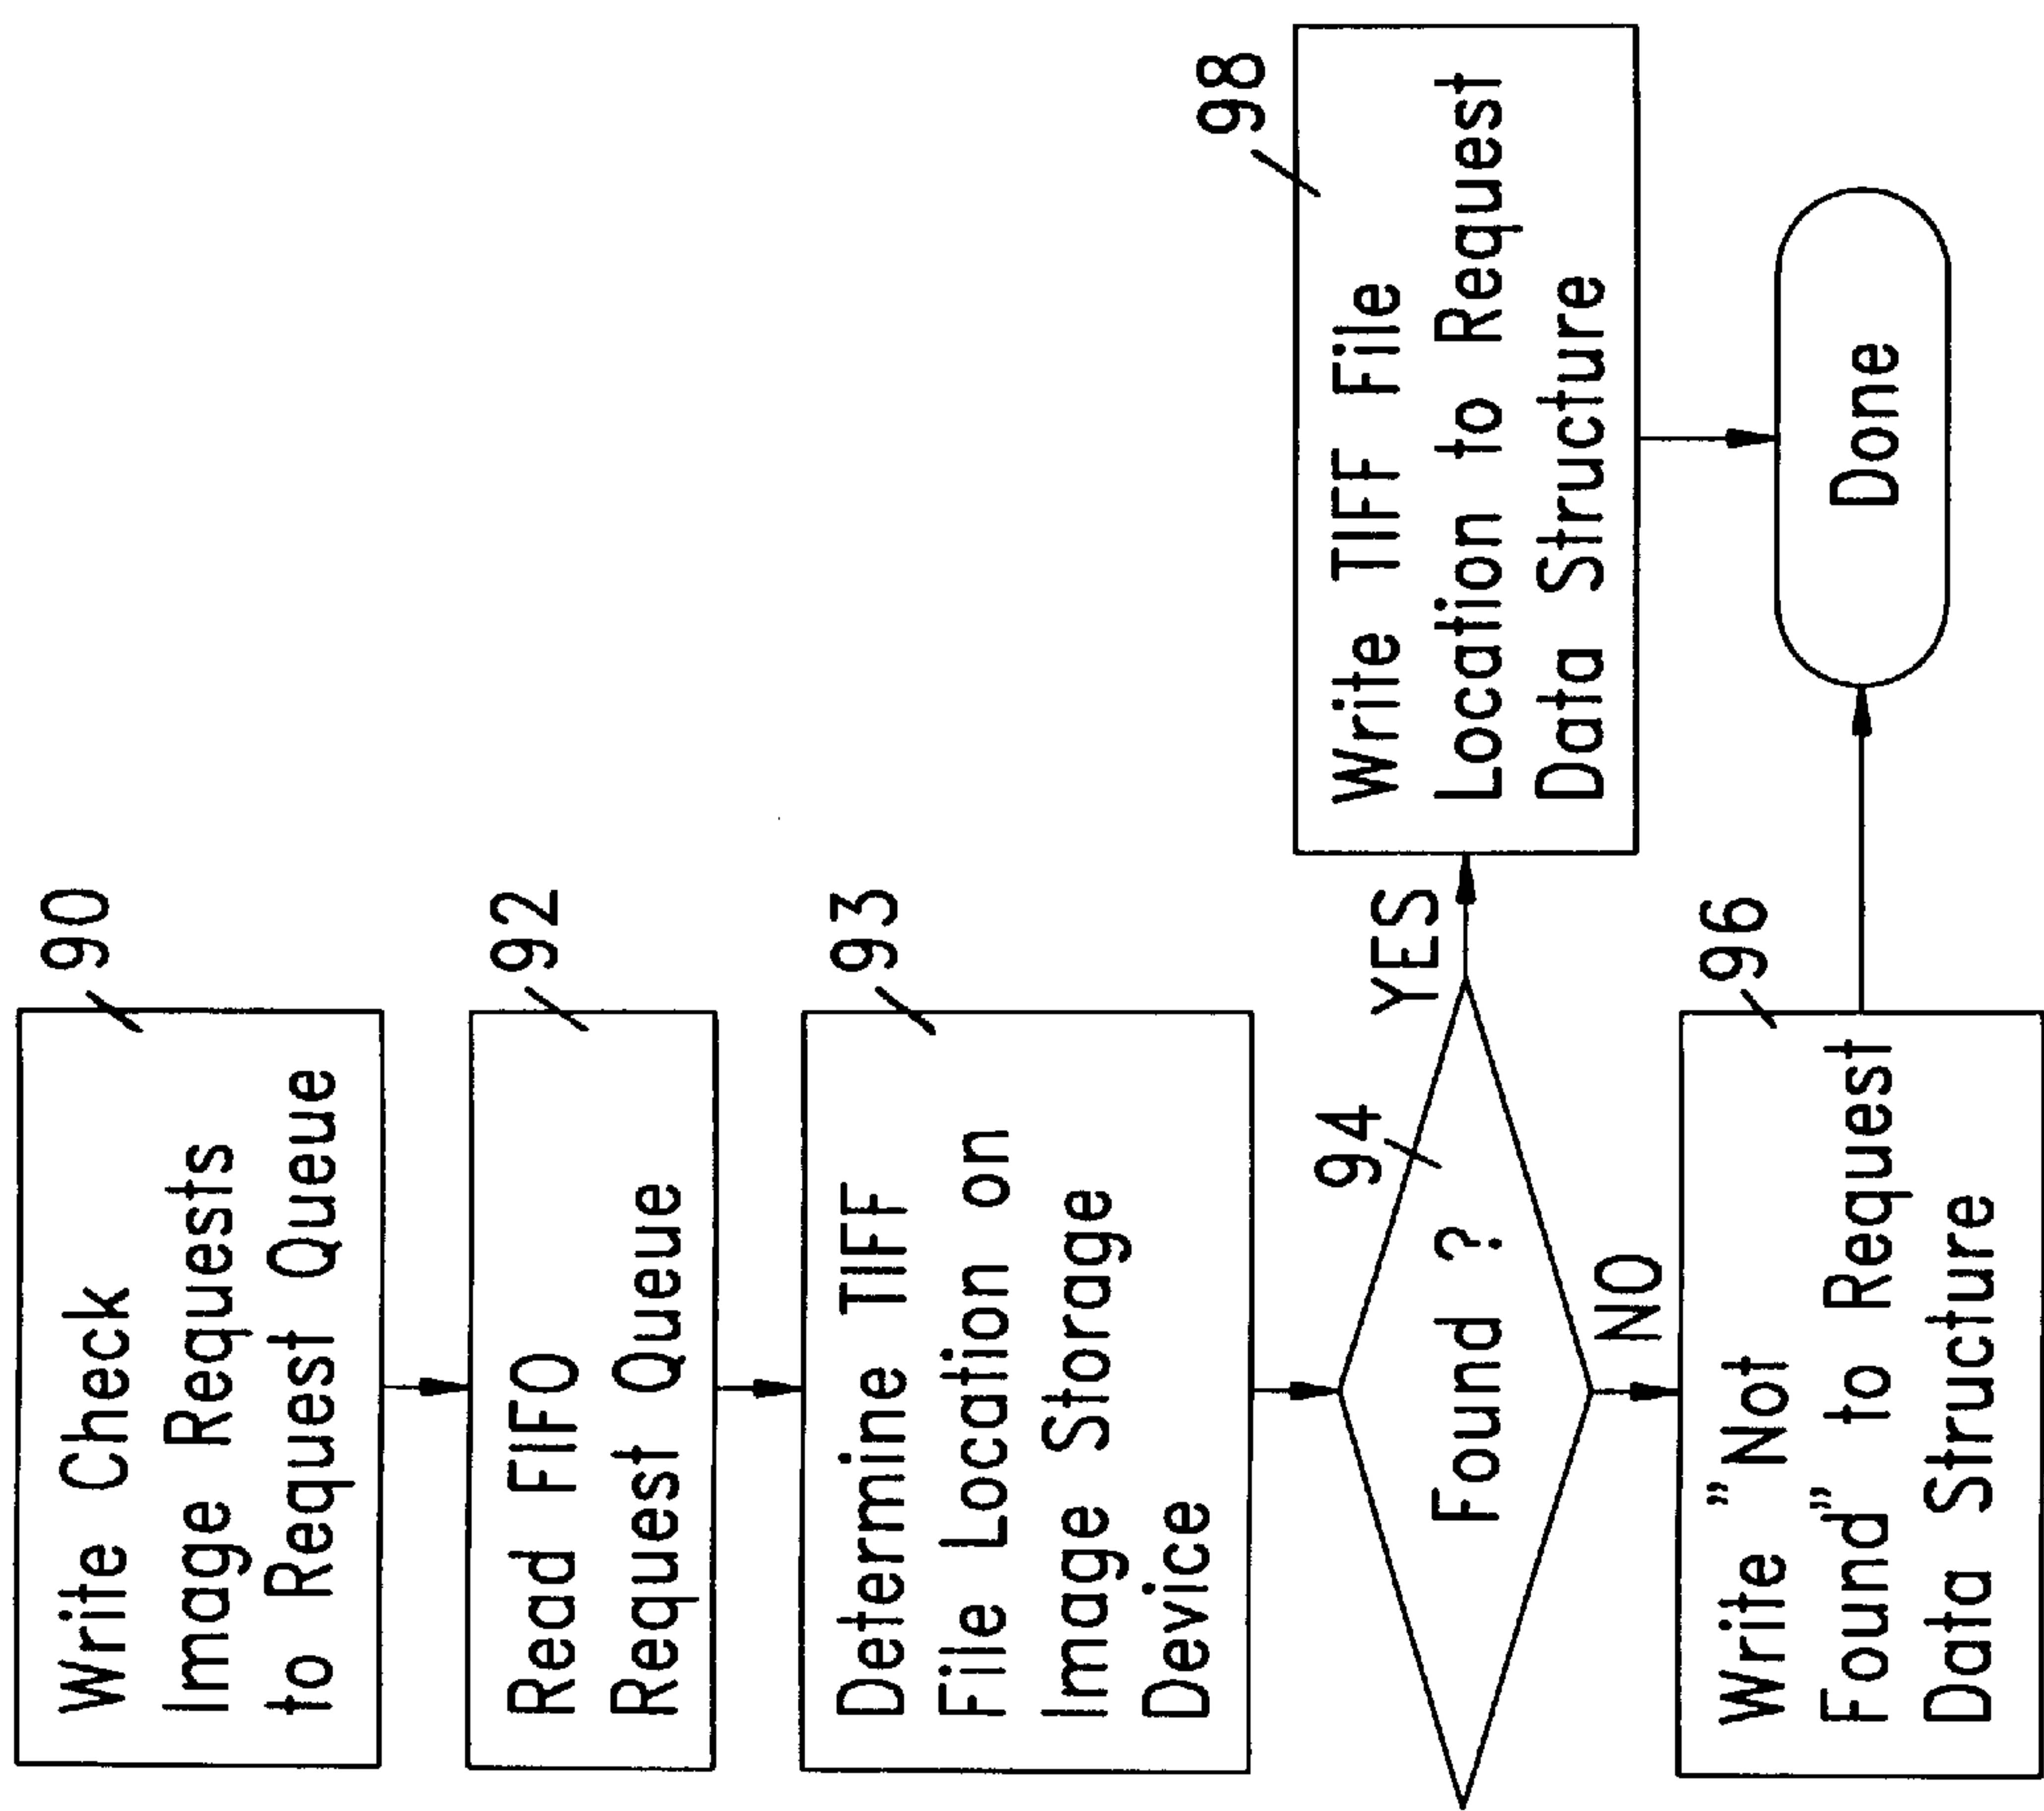 90
Write Check
Image Requests
to Request Queue
92
Read FIFO
Request Queue
93
Determine TIFF
File Location on
Image Storage
Device
94
Found ?
YES
98
Write TIFF File
Location to Request
Data Structure
NO
96
Write "Not
Found" to Request
Data Structure
Done